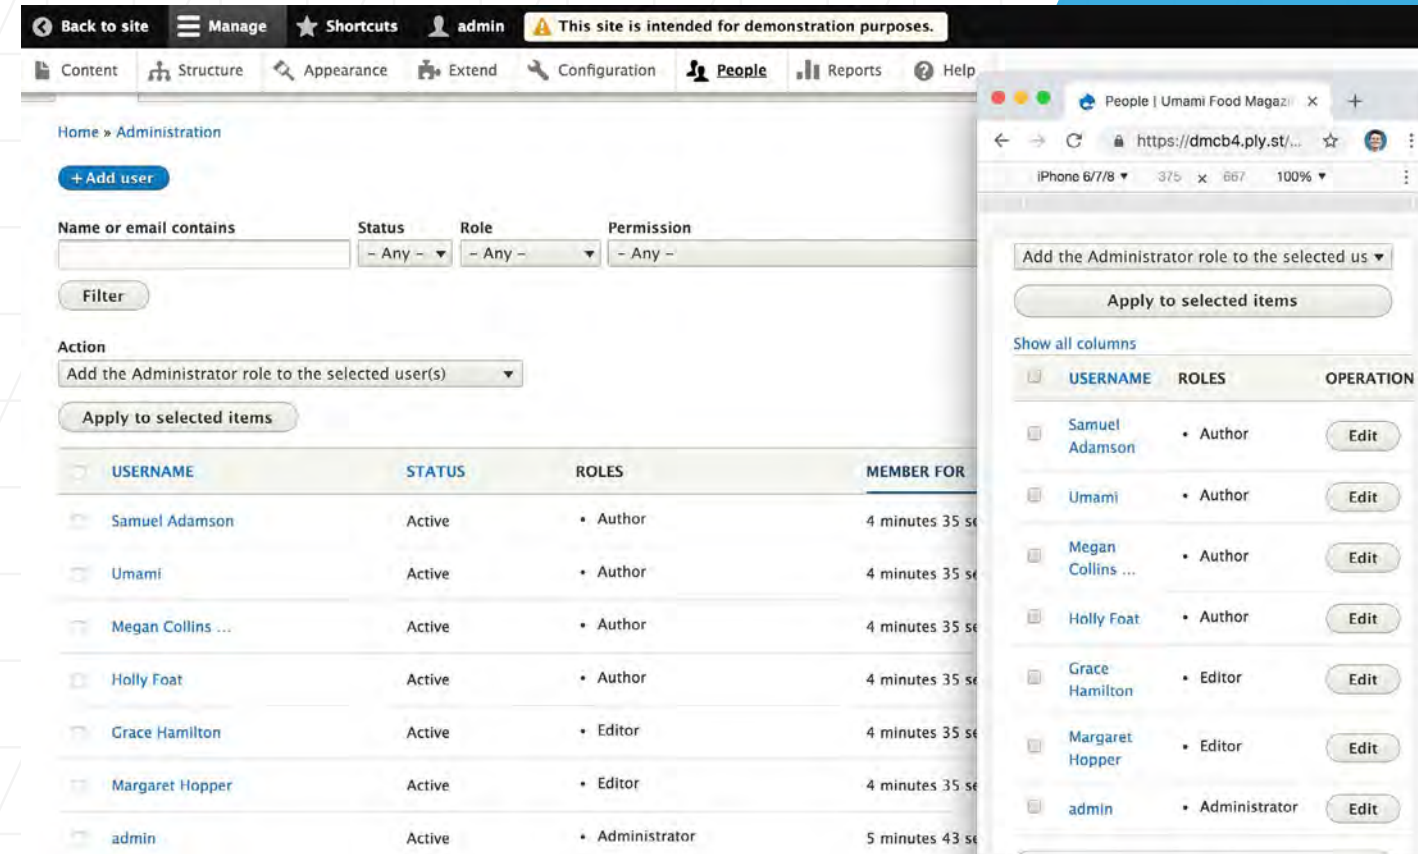 Back to site Manage Shortcuts admin This site is intended for demonstration purposes.
Content Structure Appearance Extend Configuration People Reports Help
Home » Administration
+ Add user
Name or email contains Status Role Permission
– Any – – Any – – Any –
Filter
Action
Add the Administrator role to the selected user(s)
Apply to selected items
USERNAME STATUS ROLES MEMBER FOR
Samuel Adamson Active • Author 4 minutes 35 se
Umami Active • Author 4 minutes 35 se
Megan Collins ... Active • Author 4 minutes 35 se
Holly Foat Active • Author 4 minutes 35 se
Grace Hamilton Active • Editor 4 minutes 35 se
Margaret Hopper Active • Editor 4 minutes 35 se
admin Active • Administrator 5 minutes 43 se
People | Umami Food Magazi
https://dmcb4.ply.st/...
iPhone 6/7/8 375 x 667 100%
Add the Administrator role to the selected us
Apply to selected items
Show all columns
USERNAME ROLES OPERATION
Samuel
Adamson • Author Edit
Umami • Author Edit
Megan
Collins ... • Author Edit
Holly Foat • Author Edit
Grace
Hamilton • Editor Edit
Margaret
Hopper • Editor Edit
admin • Administrator Edit